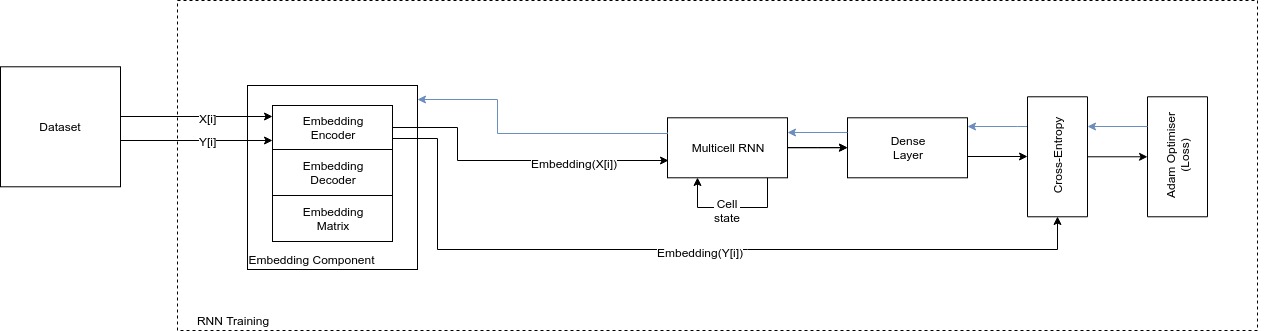 Dataset
X[i]
Y[i]
Embedding
Encoder
Embedding
Decoder
Embedding
Matrix
Embedding Component
Embedding(X[i])
Multicell RNN
Cell
state
Dense
Layer
Cross-Entropy
Adam Optimiser
(Loss)
Embedding(Y[i])
RNN Training